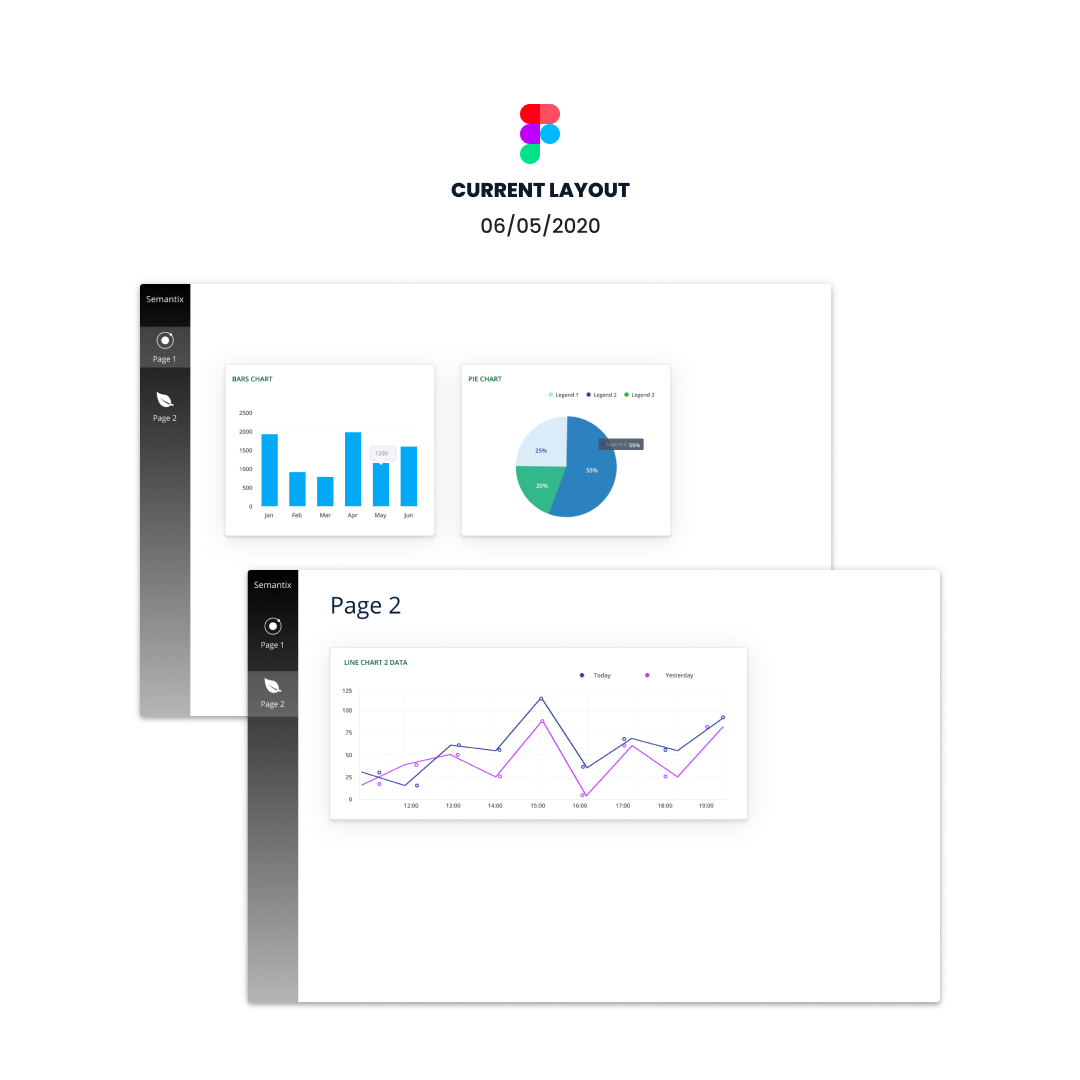 CURRENT LAYOUT
06/05/2020
Semantix
Page 1
Page 2
BARS CHART
2500
2000
1500
1000
500
0
1200
Jan Feb Mar Apr May Jun
PIE CHART
Legend 1 Legend 2 Legend 3
25%
55%
20%
55%
Semantix
Page 1
Page 2
Page 2
LINE CHART 2 DATA
Today Yesterday
125
100
75
50
25
0
12:00 13:00 14:00 15:00 16:00 17:00 18:00 19:00